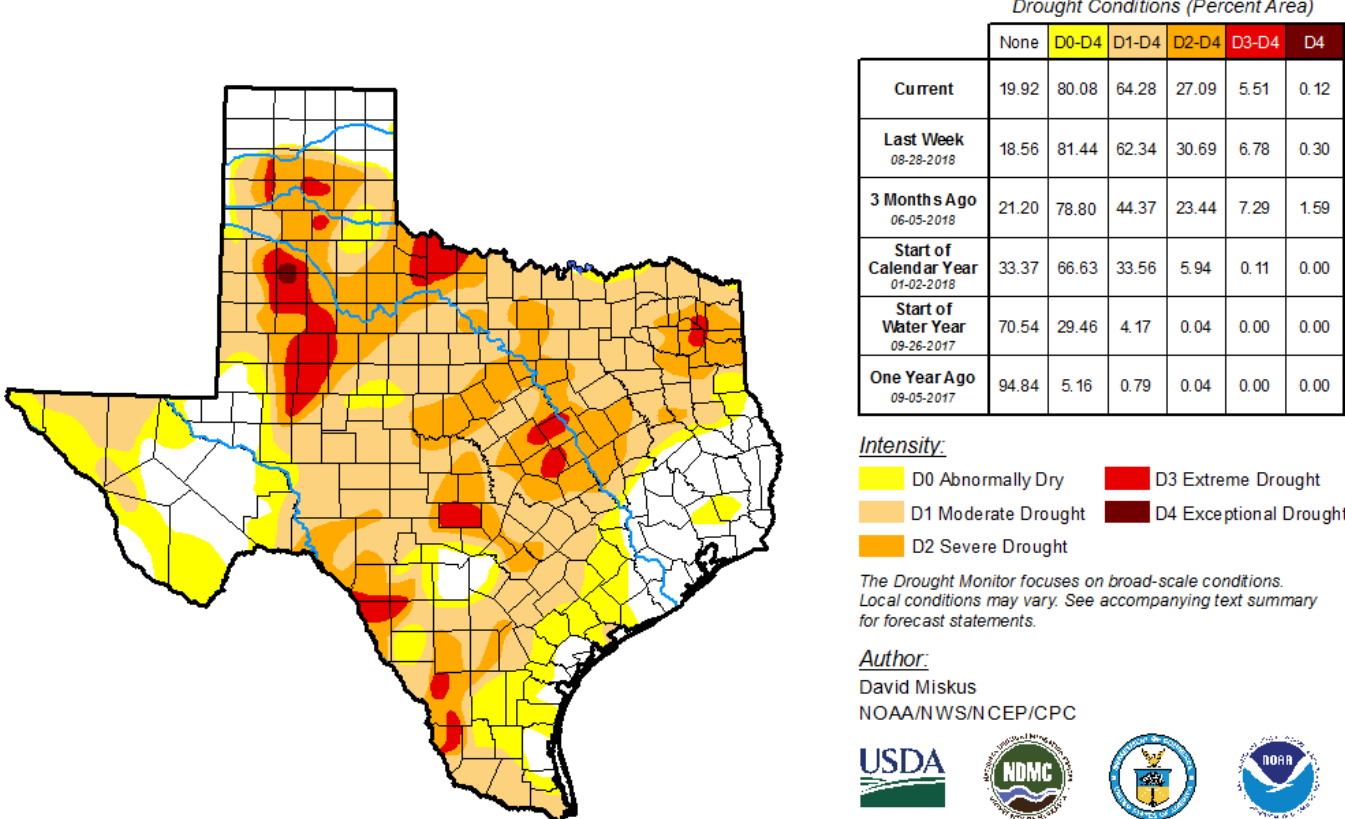 Drought Conditions (Percent Area)
None D0-D4 D1-D4 D2-D4 D3-D4 D4
Current 19.92 80.08 64.28 27.09 5.51 0.12
Last Week
08-28-2018 18.56 81.44 62.34 30.69 6.78 0.30
3 Months Ago
06-05-2018 21.20 78.80 44.37 23.44 7.29 1.59
Start of
Calendar Year
01-02-2018 33.37 66.63 33.56 5.94 0.11 0.00
Start of
Water Year
09-26-2017 70.54 29.46 4.17 0.04 0.00 0.00
One Year Ago
09-05-2017 94.84 5.16 0.79 0.04 0.00 0.00
Intensity:
D0 Abnormally Dry
D1 Moderate Drought
D2 Severe Drought
D3 Extreme Drought
D4 Exceptional Drought
The Drought Monitor focuses on broad-scale conditions.
Local conditions may vary. See accompanying text summary
for forecast statements.
Author:
David Miskus
NOAA/NWS/NCEP/CPC
USDA
NDMC
NOAA